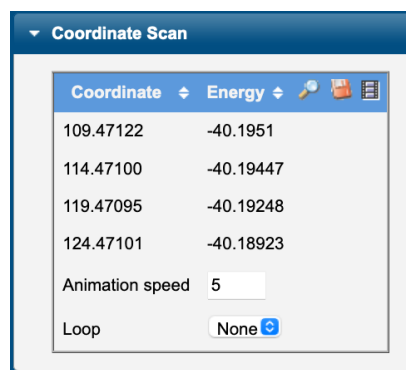 Coordinate Scan
Coordinate Energy
109.47122 -40.1951
114.47100 -40.19447
119.47095 -40.19248
124.47101 -40.18923
Animation speed 5
Loop None